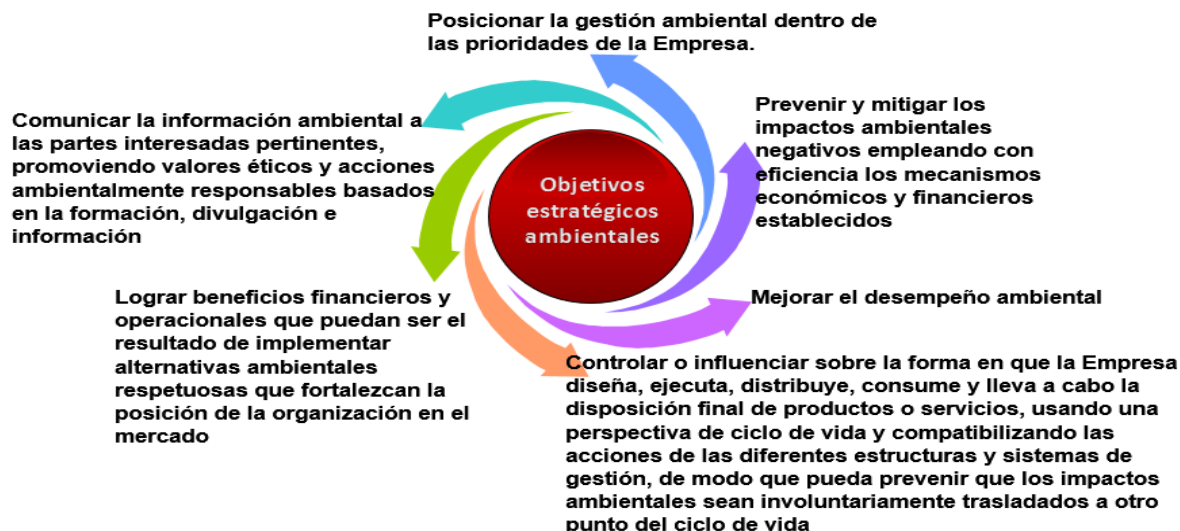 Posicionar la gestión ambiental dentro de
las prioridades de la Empresa.
Prevenir y mitigar los
impactos ambientales
negativos empleando con
eficiencia los mecanismos
económicos y financieros
establecidos
Comunicar la información ambiental a
las partes interesadas pertinentes,
promoviendo valores éticos y acciones
ambientalmente responsables basados
en la formación, divulgación e
información
Objetivos
estratégicos
ambientales
Mejorar el desempeño ambiental
Lograr beneficios financieros y
operacionales que puedan ser el
resultado de implementar
alternativas ambientales
respetuosas que fortalezcan la
posición de la organización en el
mercado
Controlar o influenciar sobre la forma en que la Empresa
diseña, ejecuta, distribuye, consume y lleva a cabo la
disposición final de productos o servicios, usando una
perspectiva de ciclo de vida y compatibilizando las
acciones de las diferentes estructuras y sistemas de
gestión, de modo que pueda prevenir que los impactos
ambientales sean involuntariamente trasladados a otro
punto del ciclo de vida